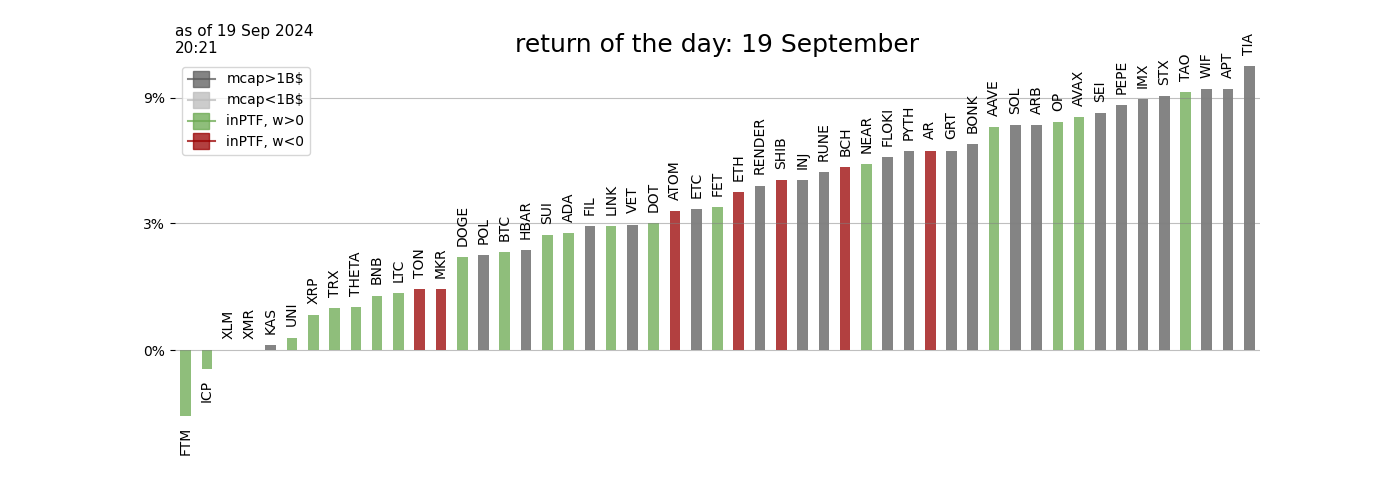 as of 19 Sep 2024
20:21
return of the day: 19 September
mcap>1B$
mcap<1B$
inPTF, w>0
inPTF, w<0
9%
3%
0%
FTM
ICP
XLM
XMR
KAS
UNI
XRP
TRX
THETA
BNB
LTC
TON
MKR
DOGE
POL
BTC
HBAR
SUI
ADA
FIL
LINK
VET
DOT
ATOM
ETC
FET
ETH
RENDER
SHIB
INJ
RUNE
BCH
NEAR
FLOKI
PYTH
AR
GRT
BONK
AAVE
SOL
ARB
OP
AVAX
SEI
PEPE
IMX
STX
TAO
WIF
APT
TIA